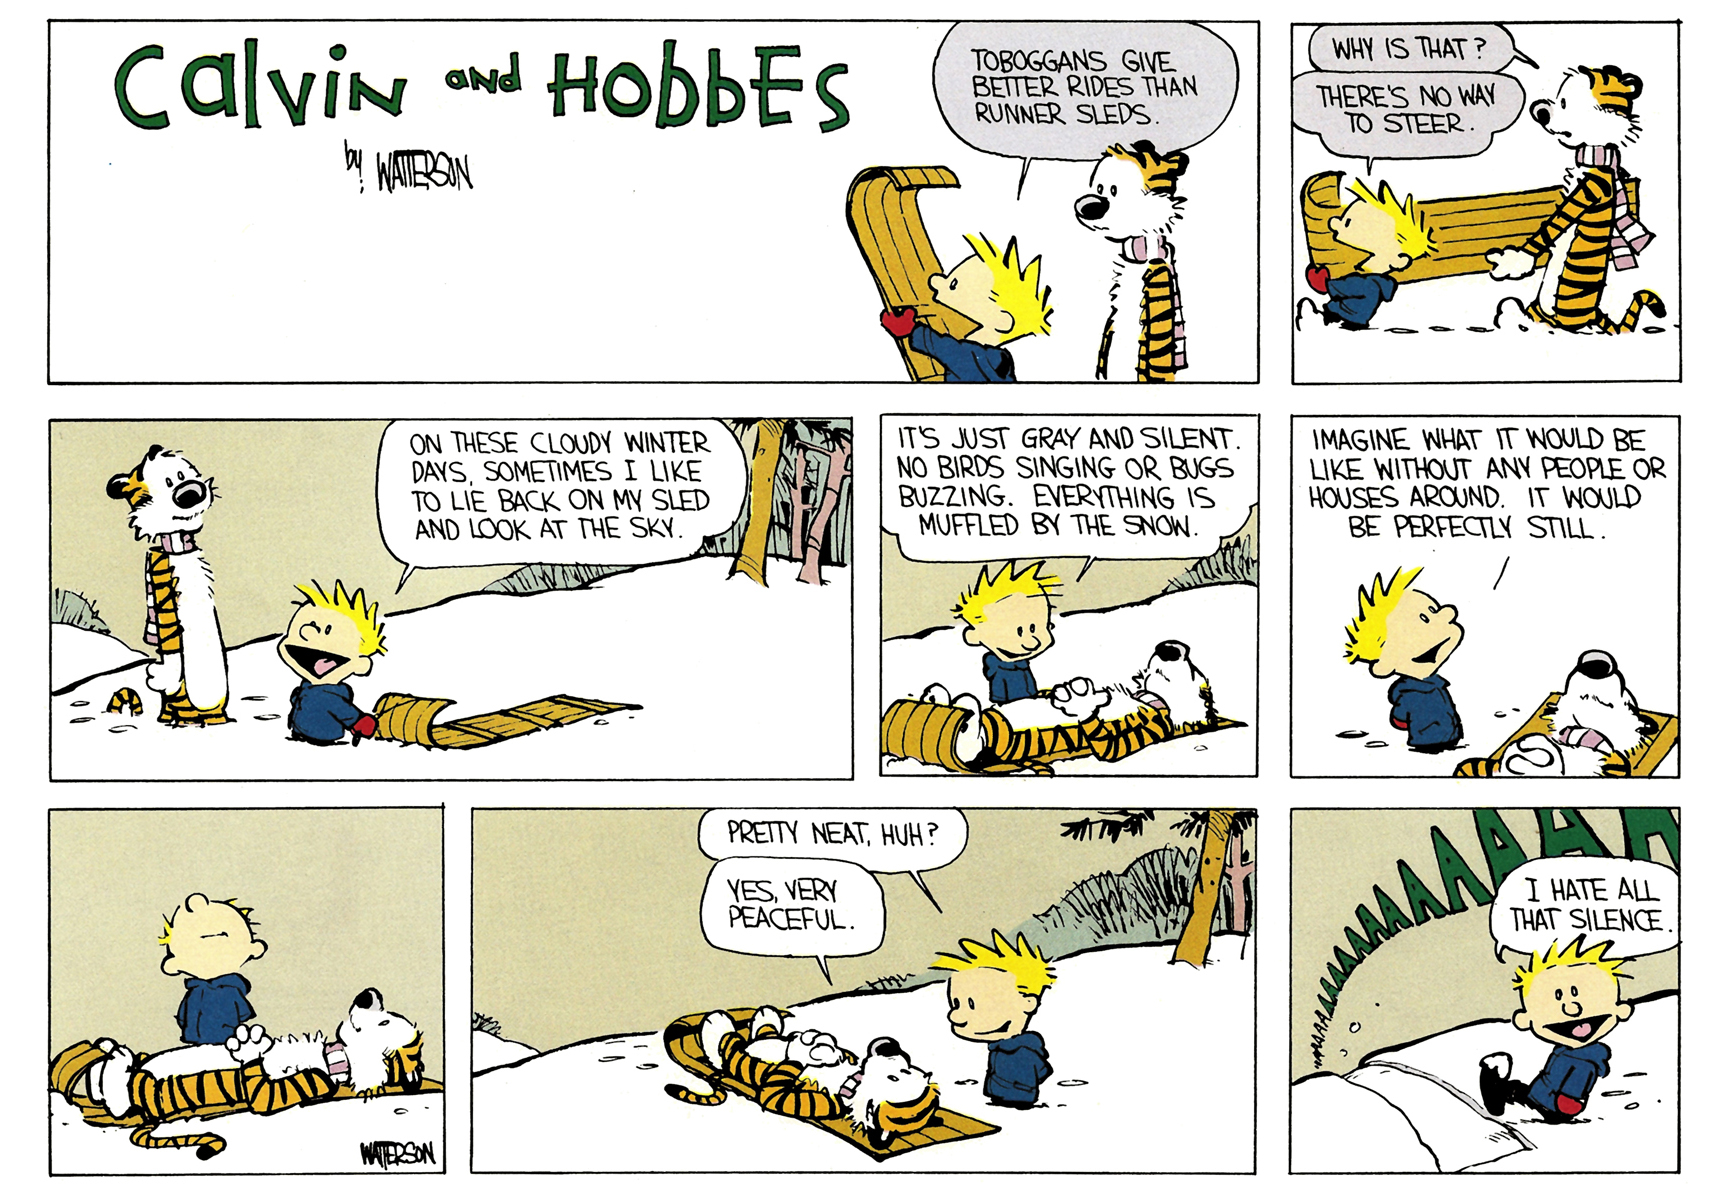 Calvin and HobbEs
by WATTERSON
TOBOGGANS GIVE
BETTER RIDES THAN
RUNNER SLEDS.
WHY IS THAT?
THERE'S NO WAY
TO STEER.
ON THESE CLOUDY WINTER
DAYS, SOMETIMES I LIKE
TO LIE BACK ON MY SLED
AND LOOK AT THE SKY.
IT'S JUST GRAY AND SILENT.
NO BIRDS SINGING OR BUGS
BUZZING. EVERYTHING IS
MUFFLED BY THE SNOW.
IMAGINE WHAT IT WOULD BE
LIKE WITHOUT ANY PEOPLE OR
HOUSES AROUND. IT WOULD
BE PERFECTLY STILL.
WATTERSON
PRETTY NEAT, HUH?
YES, VERY
PEACEFUL.
AAAAAAAAAAAAAAAAAAAA
I HATE ALL
THAT SILENCE.